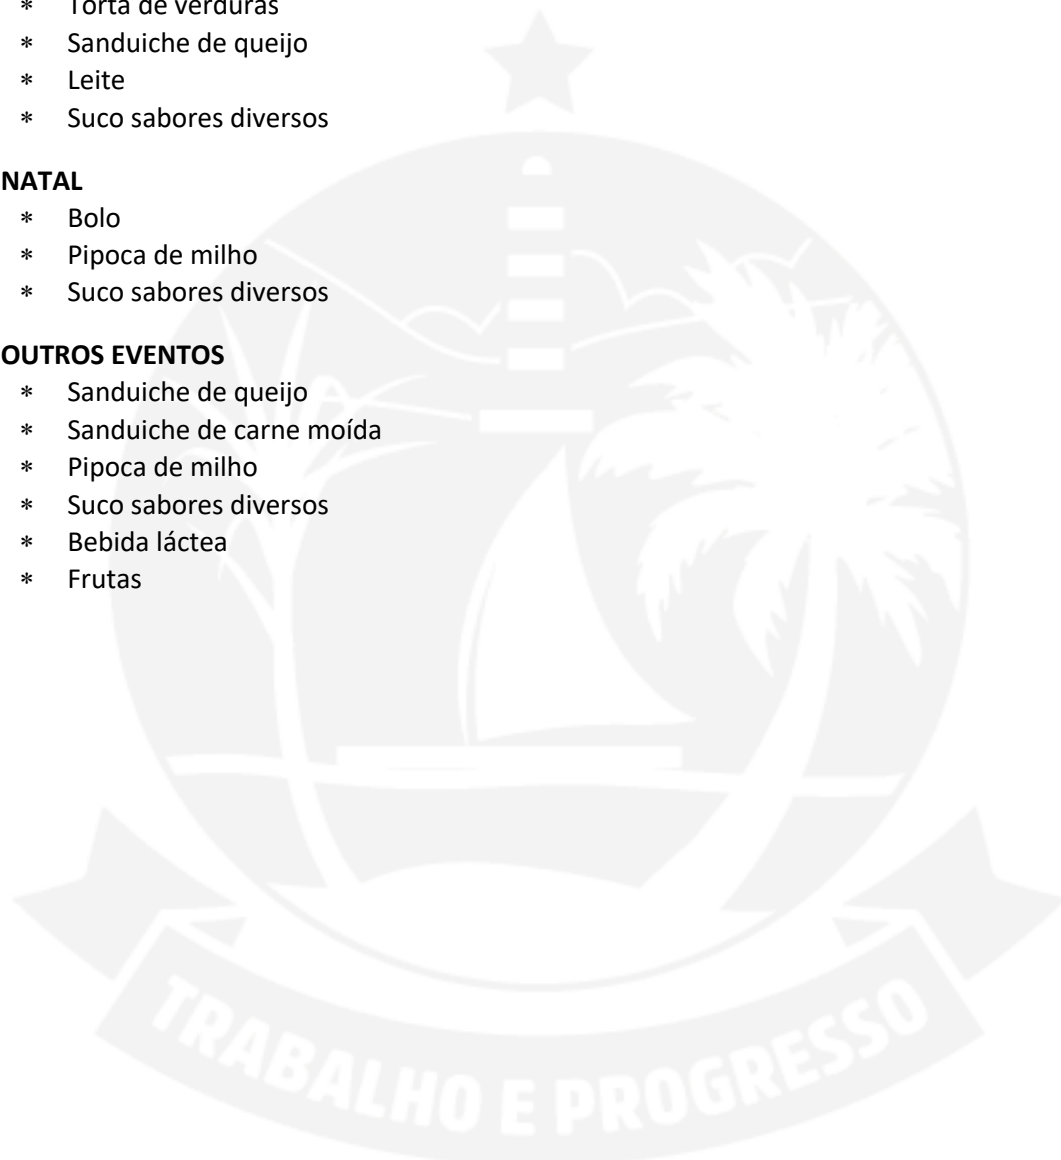 * Torta de verduras
* Sanduiche de queijo
* Leite
* Suco sabores diversos
NATAL
* Bolo
* Pipoca de milho
* Suco sabores diversos
OUTROS EVENTOS
* Sanduiche de queijo
* Sanduiche de carne moída
* Pipoca de milho
* Suco sabores diversos
* Bebida láctea
* Frutas
TRABALHO E PROGRESSO